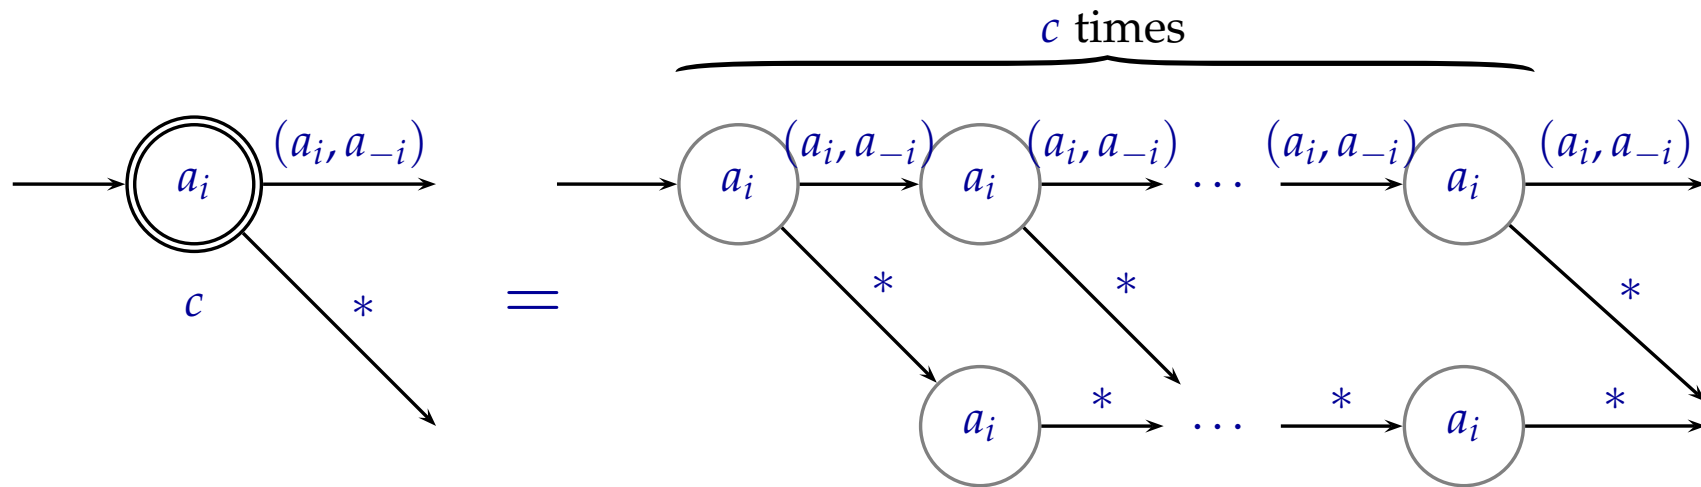 c times
(a_i, a_{-i}) (a_i, a_{-i}) (a_i, a_{-i}) (a_i, a_{-i}) (a_i, a_{-i})
a_i a_i a_i ··· a_i
* * *
c * = *
* * *
a_i ··· a_i